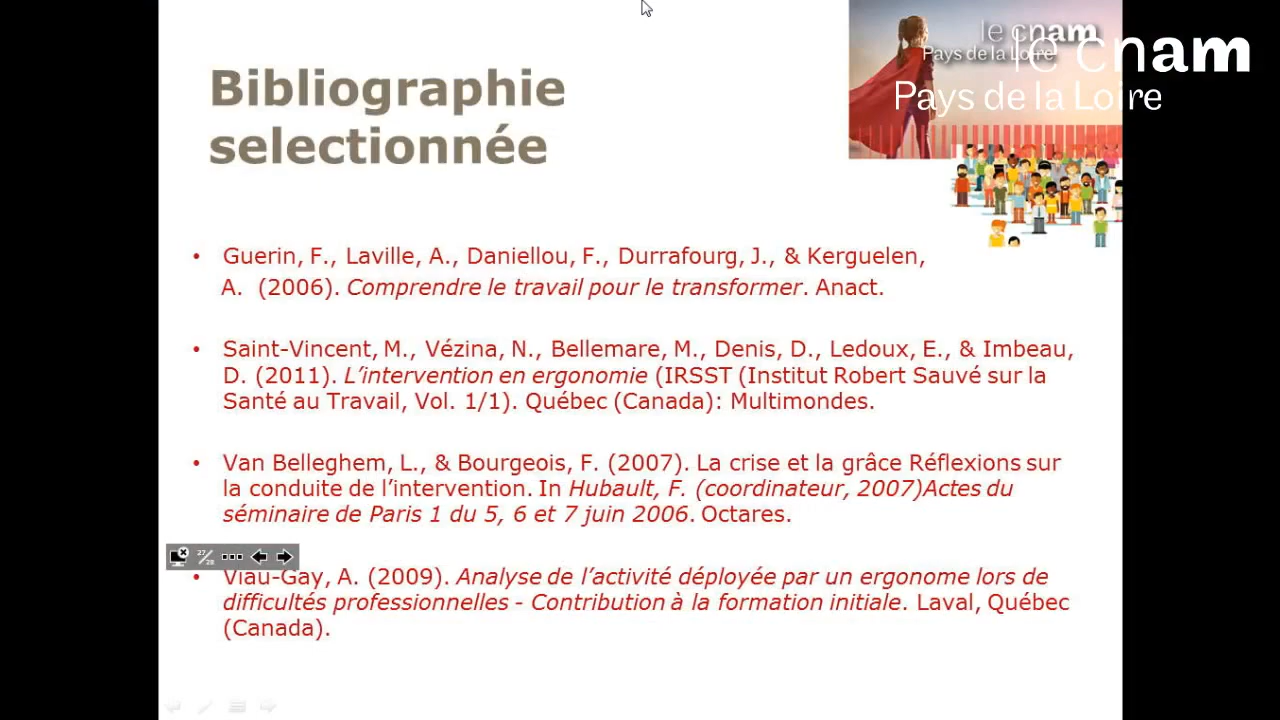 le cnam
Pays de la Loire
le cnam
Pays de la Loire
Bibliographie
selectionnée
• Guerin, F., Laville, A., Daniellou, F., Durrafourg, J., & Kerguelen,
A. (2006). Comprendre le travail pour le transformer. Anact.
• Saint-Vincent, M., Vézina, N., Bellemare, M., Denis, D., Ledoux, E., & Imbeau,
D. (2011). L’intervention en ergonomie (IRSST (Institut Robert Sauvé sur la
Santé au Travail, Vol. 1/1). Québec (Canada): Multimondes.
• Van Belleghem, L., & Bourgeois, F. (2007). La crise et la grâce Réflexions sur
la conduite de l’intervention. In Hubault, F. (coordinateur, 2007)Actes du
séminaire de Paris 1 du 5, 6 et 7 juin 2006. Octares.
27/28
• Viau-Gay, A. (2009). Analyse de l’activité déployée par un ergonome lors de
difficultés professionnelles - Contribution à la formation initiale. Laval, Québec
(Canada).